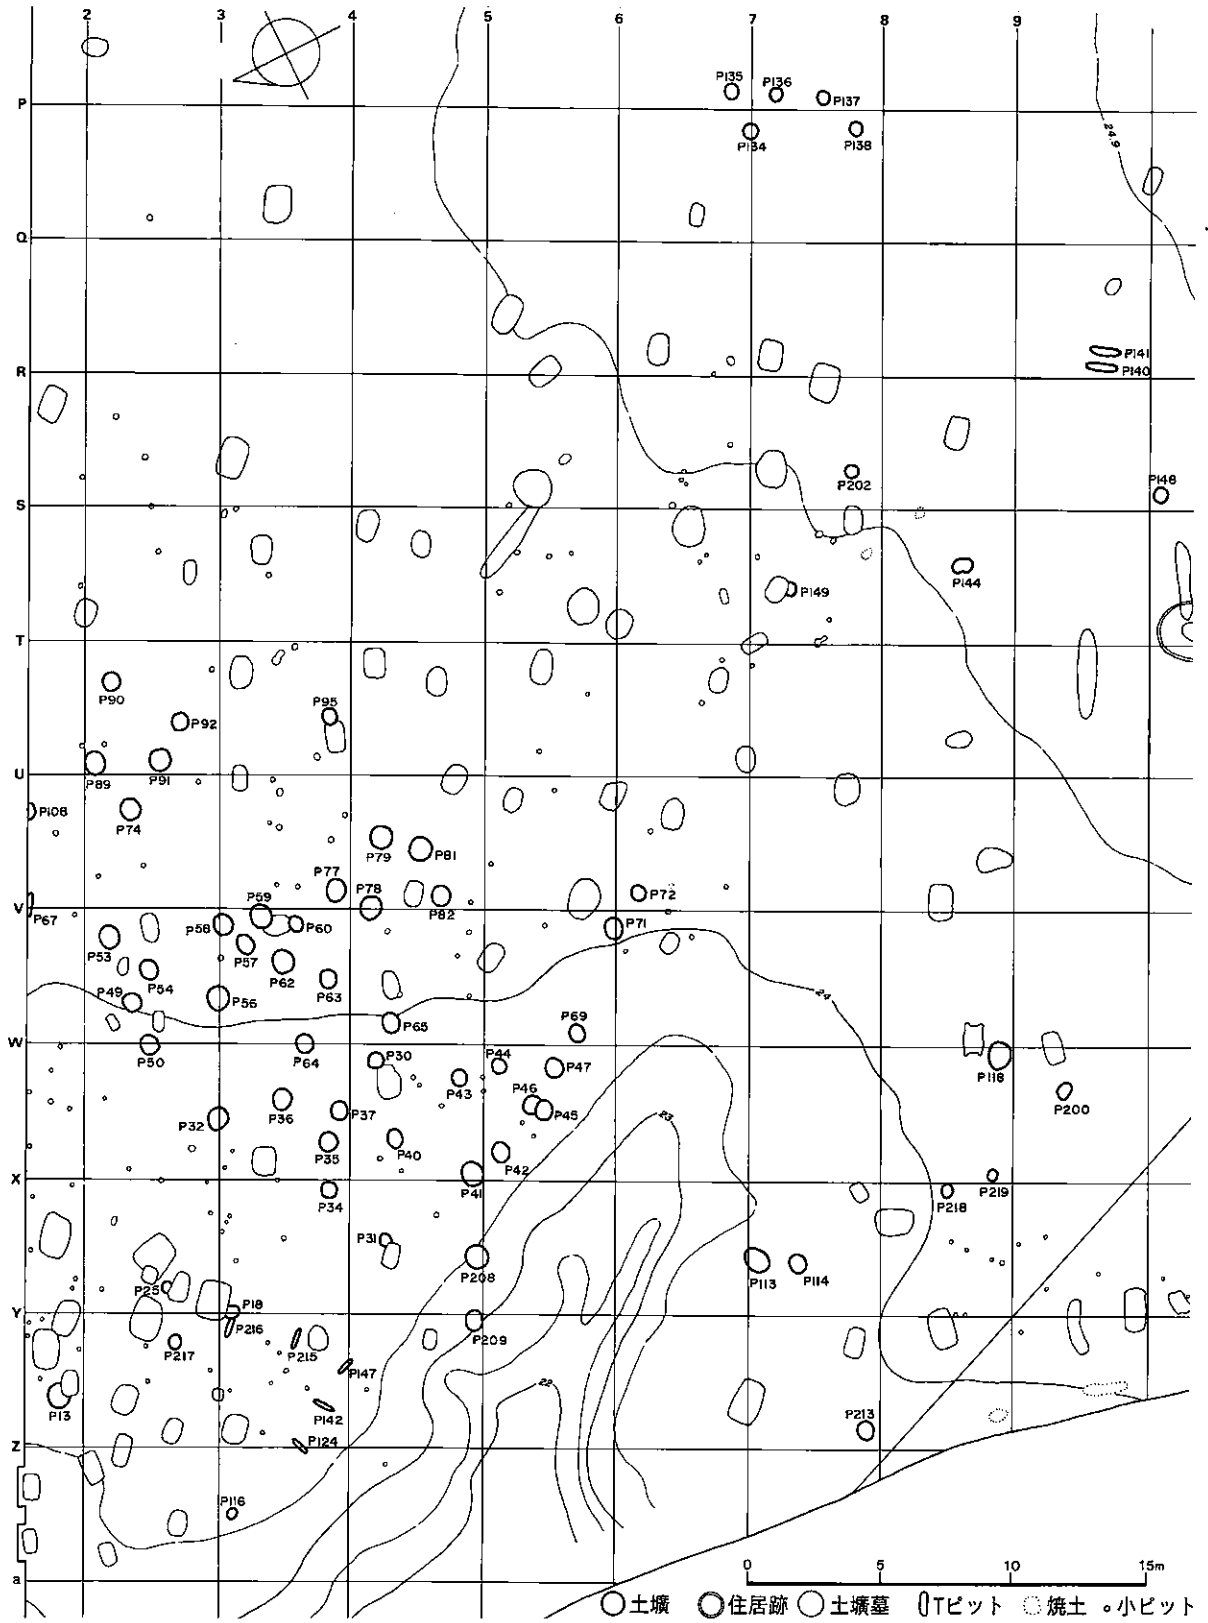 2 3 4 5 6 7 8 9
P135 P136
P P137
P134 P138
24.9
Q
P141
R P140
P202 P148
S
P144
P149
T
P90
P95
P92
P89 P91
U
P108
P74
P79 P81
P77
P59 P78 P72
V P82
P67 P58 P60 P71
P53 P57
P54 P62
P49 P56 P63
24
P65 P69
W
P50 P64 P30 P44 P47
P118
P43 P46
P36 P37 P45 P200
P32
23
P35 P40 P42
X
P41
P34 P218 P219
P31
P208 P113 P114
P25 P18
Y
P216 P209
P217 P215
P147
22
P13 P142
P213
P124
Z
P116
0 5 10 15m
a
土壙 住居跡 土壙墓 Tピット 焼土 小ピット